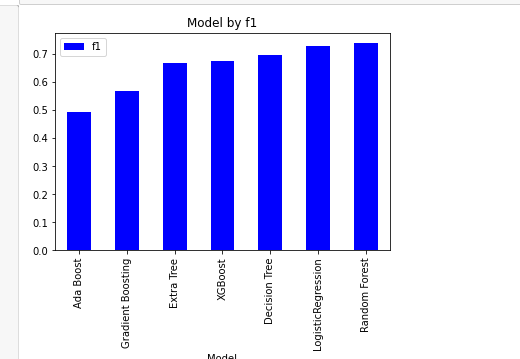 Model by f1
f1
0.7
0.6
0.5
0.4
0.3
0.2
0.1
0.0
Ada Boost
Gradient Boosting
Extra Tree
XGBoost
Decision Tree
LogisticRegression
Random Forest
Model